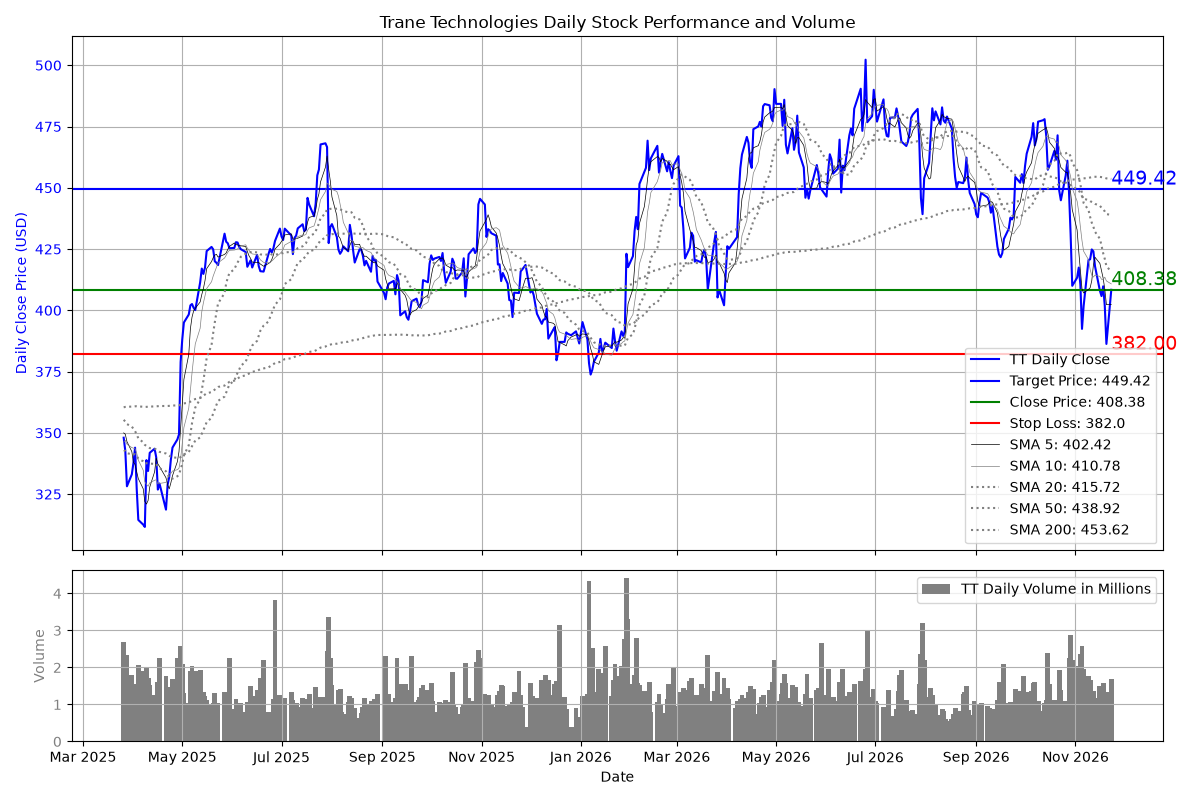 Trane Technologies Daily Stock Performance and Volume
Daily Close Price (USD)
500
475
450
425
400
375
350
325
449.42
408.38
382.00
TT Daily Close
Target Price: 449.42
Close Price: 408.38
Stop Loss: 382.0
SMA 5: 402.42
SMA 10: 410.78
SMA 20: 415.72
SMA 50: 438.92
SMA 200: 453.62
Volume
4
3
2
1
0
TT Daily Volume in Millions
Mar 2025
May 2025
Jul 2025
Sep 2025
Nov 2025
Jan 2026
Mar 2026
May 2026
Jul 2026
Sep 2026
Nov 2026
Date